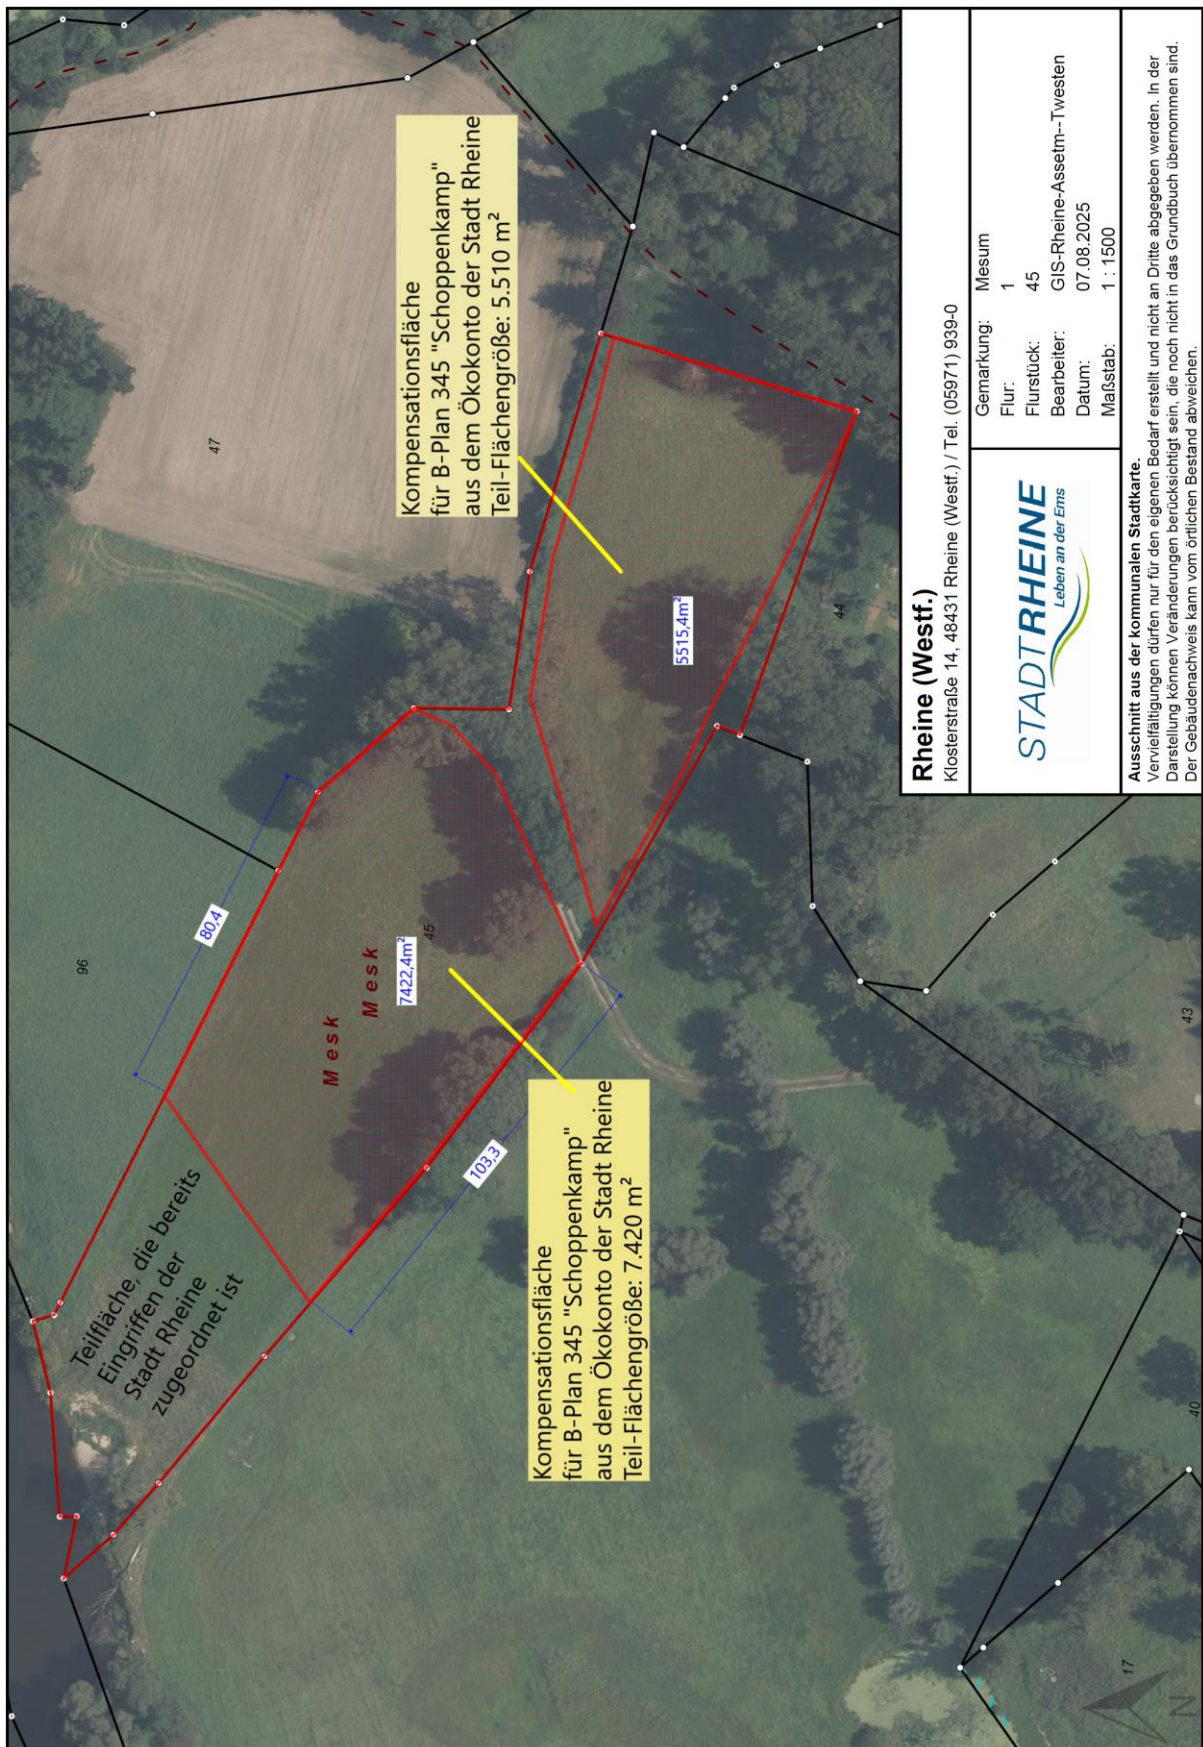 Kompensationsfläche
für B-Plan 345 "Schoppenkamp"
aus dem Ökokonto der Stadt Rheine
Teil-Flächengröße: 5.510 m²
47
5515,4m²
44
96
80,4
45
Mesk
Mesk
7422,4m²
103,3
Teilfläche, die bereits
Eingriffen der
Stadt Rheine
zugeordnet ist
Kompensationsfläche
für B-Plan 345 "Schoppenkamp"
aus dem Ökokonto der Stadt Rheine
Teil-Flächengröße: 7.420 m²
43
40
17
N
Rheine (Westf.)
Klosterstraße 14, 48431 Rheine (Westf.) / Tel. (05971) 939-0
STADTRHEINE
Leben an der Ems
Gemarkung: Mesum
Flur: 1
Flurstück: 45
Bearbeiter: GIS-Rheine-Assetm--Twesten
Datum: 07.08.2025
Maßstab: 1 : 1500
Ausschnitt aus der kommunalen Stadtkarte.
Vervielfältigungen dürfen nur für den eigenen Bedarf erstellt und nicht an Dritte abgegeben werden. In der
Darstellung können Veränderungen berücksichtigt sein, die noch nicht in das Grundbuch übernommen sind.
Der Gebäudenachweis kann vom örtlichen Bestand abweichen.